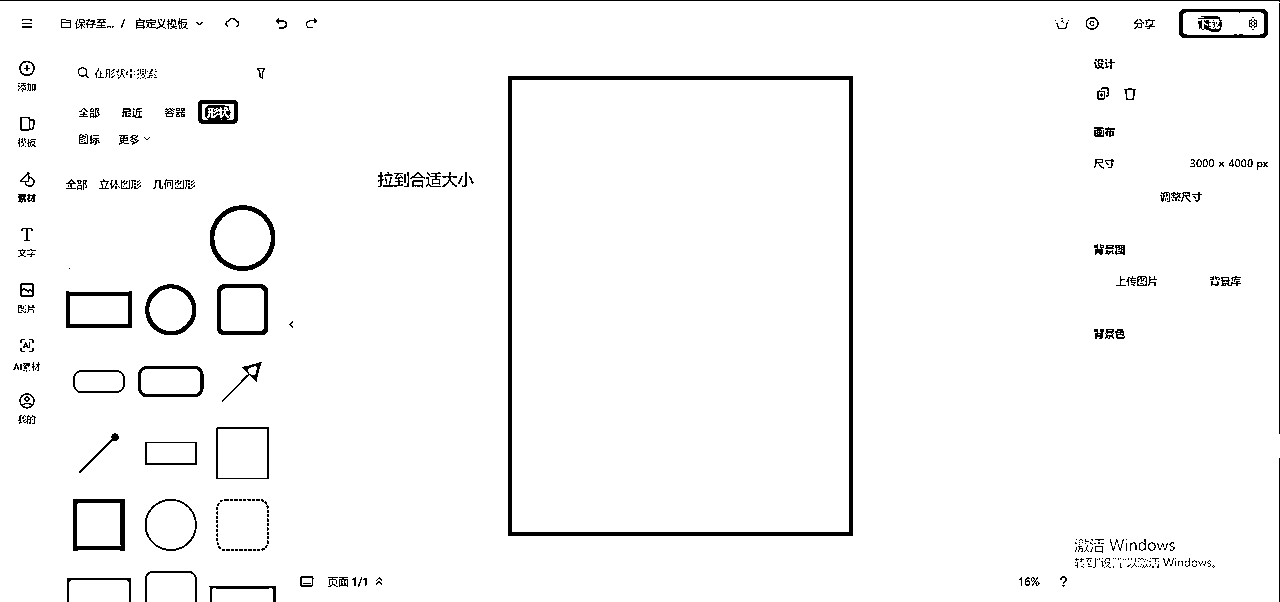 保存至... / 自定义模板
分享
下载
添加
模板
素材
文字
图片
AI素材
我的
在形状中搜索
全部 最近 容器 形状
图标 更多
全部 立体图形 几何图形
拉到合适大小
页面 1/1
16% ?
设计
画布
尺寸 3000 × 4000 px
调整尺寸
背景图
上传图片 背景库
背景色
激活 Windows
转到"设置"以激活 Windows。